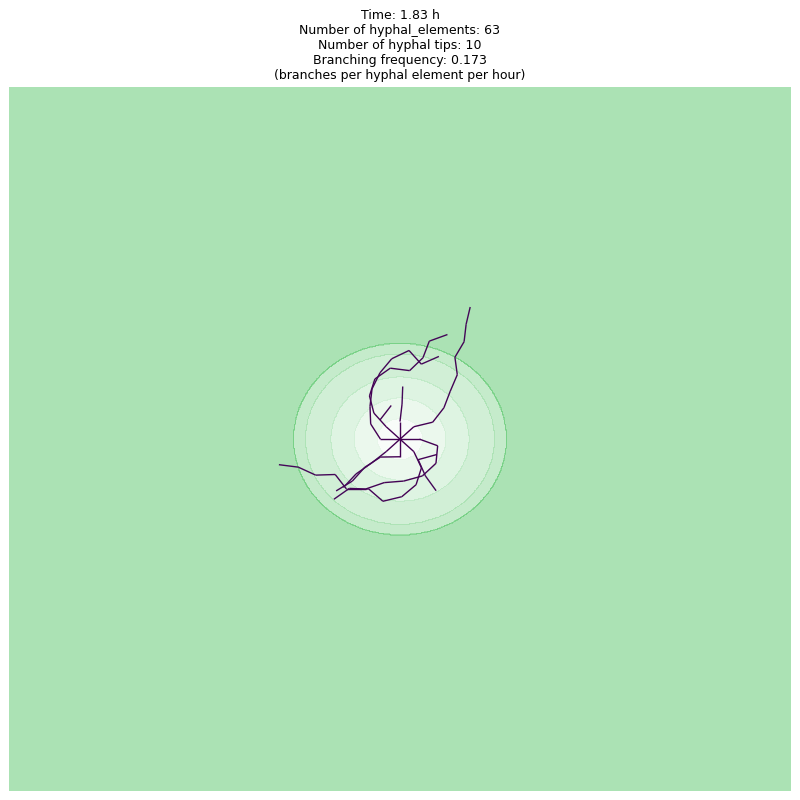 Time: 1.83 h
Number of hyphal_elements: 63
Number of hyphal tips: 10
Branching frequency: 0.173
(branches per hyphal element per hour)